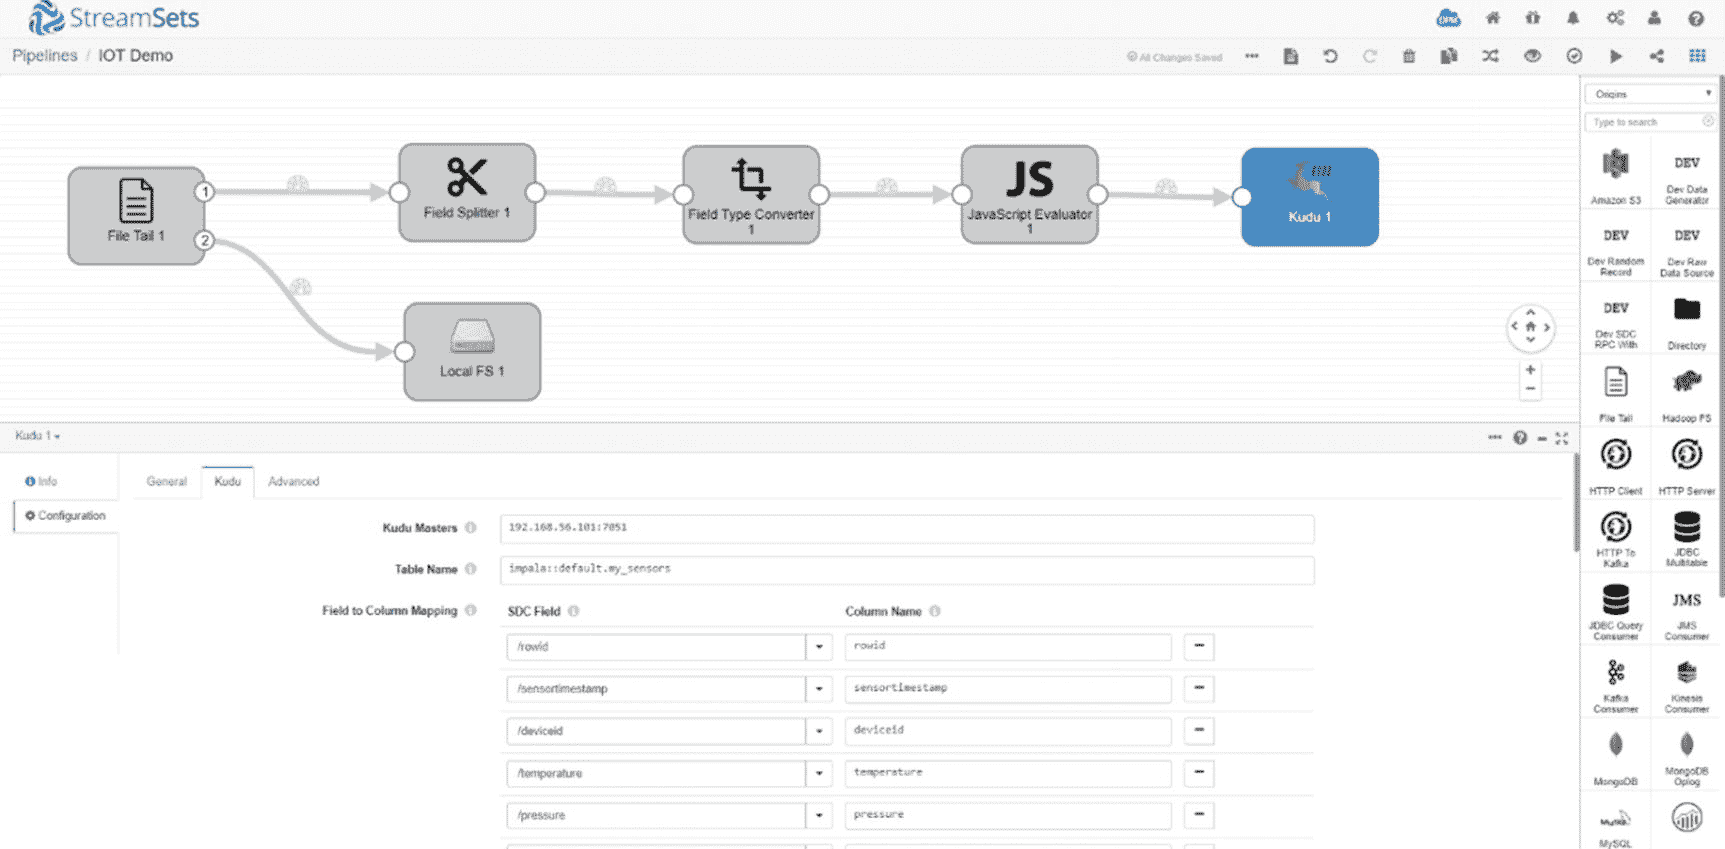 StreamSets
DPM
Pipelines / IOT Demo
All Changes Saved
Origins
Type to search
File Tail 1
1
2
Field Splitter 1
Field Type Converter
1
JS
JavaScript Evaluator
1
Kudu 1
Local FS 1
Amazon S3
DEV
Dev Data
Generator
DEV
Dev Random
Record
DEV
Dev Raw
Data Source
DEV
Dev SDC
RPC With
Directory
File Tail
Hadoop FS
HTTP Client
HTTP Server
HTTP To
Kafka
JDBC
Multitable
JDBC Query
Consumer
JMS
JMS
Consumer
Kafka
Consumer
Kinesis
Consumer
MongoDB
MongoDB
Oplog
MySQL
MySQL
Kudu 1
Info
Configuration
General
Kudu
Advanced
Kudu Masters
192.168.56.101:7051
Table Name
impala::default.my_sensors
Field to Column Mapping
SDC Field
Column Name
/rowid
rowid
/sensortimestamp
sensortimestamp
/deviceid
deviceid
/temperature
temperature
/pressure
pressure